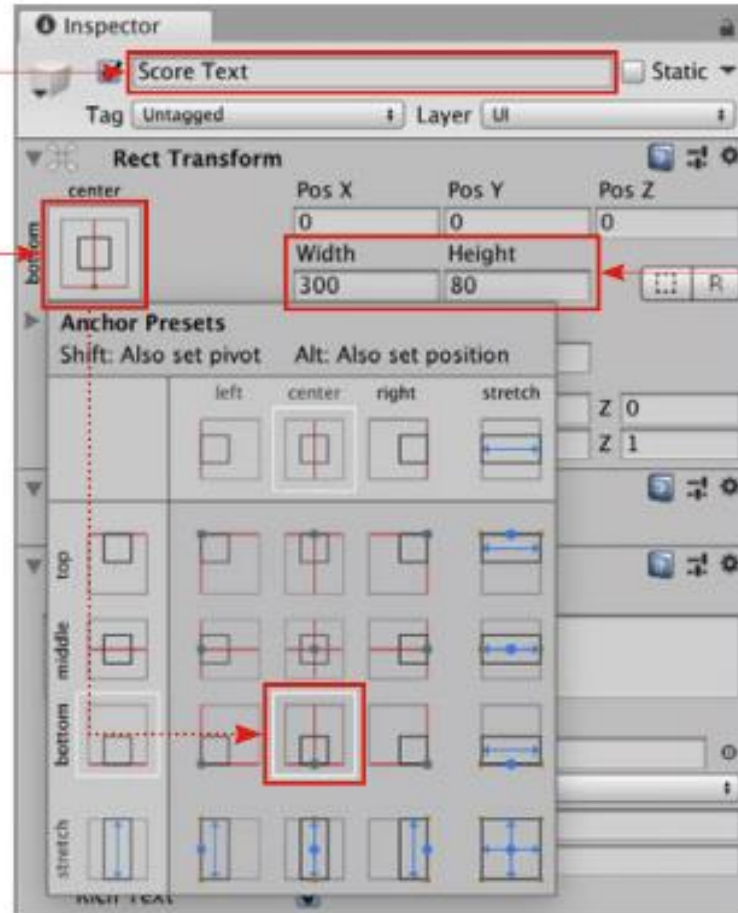 Inspector
Score Text
Static
Tag Untagged
Layer UI
Rect Transform
center
bottom
Pos X Pos Y Pos Z
0 0 0
Width Height
300 80
R
Anchor Presets
Shift: Also set pivot Alt: Also set position
left center right stretch
Z 0
Z 1
top
middle
bottom
stretch
Rich Text